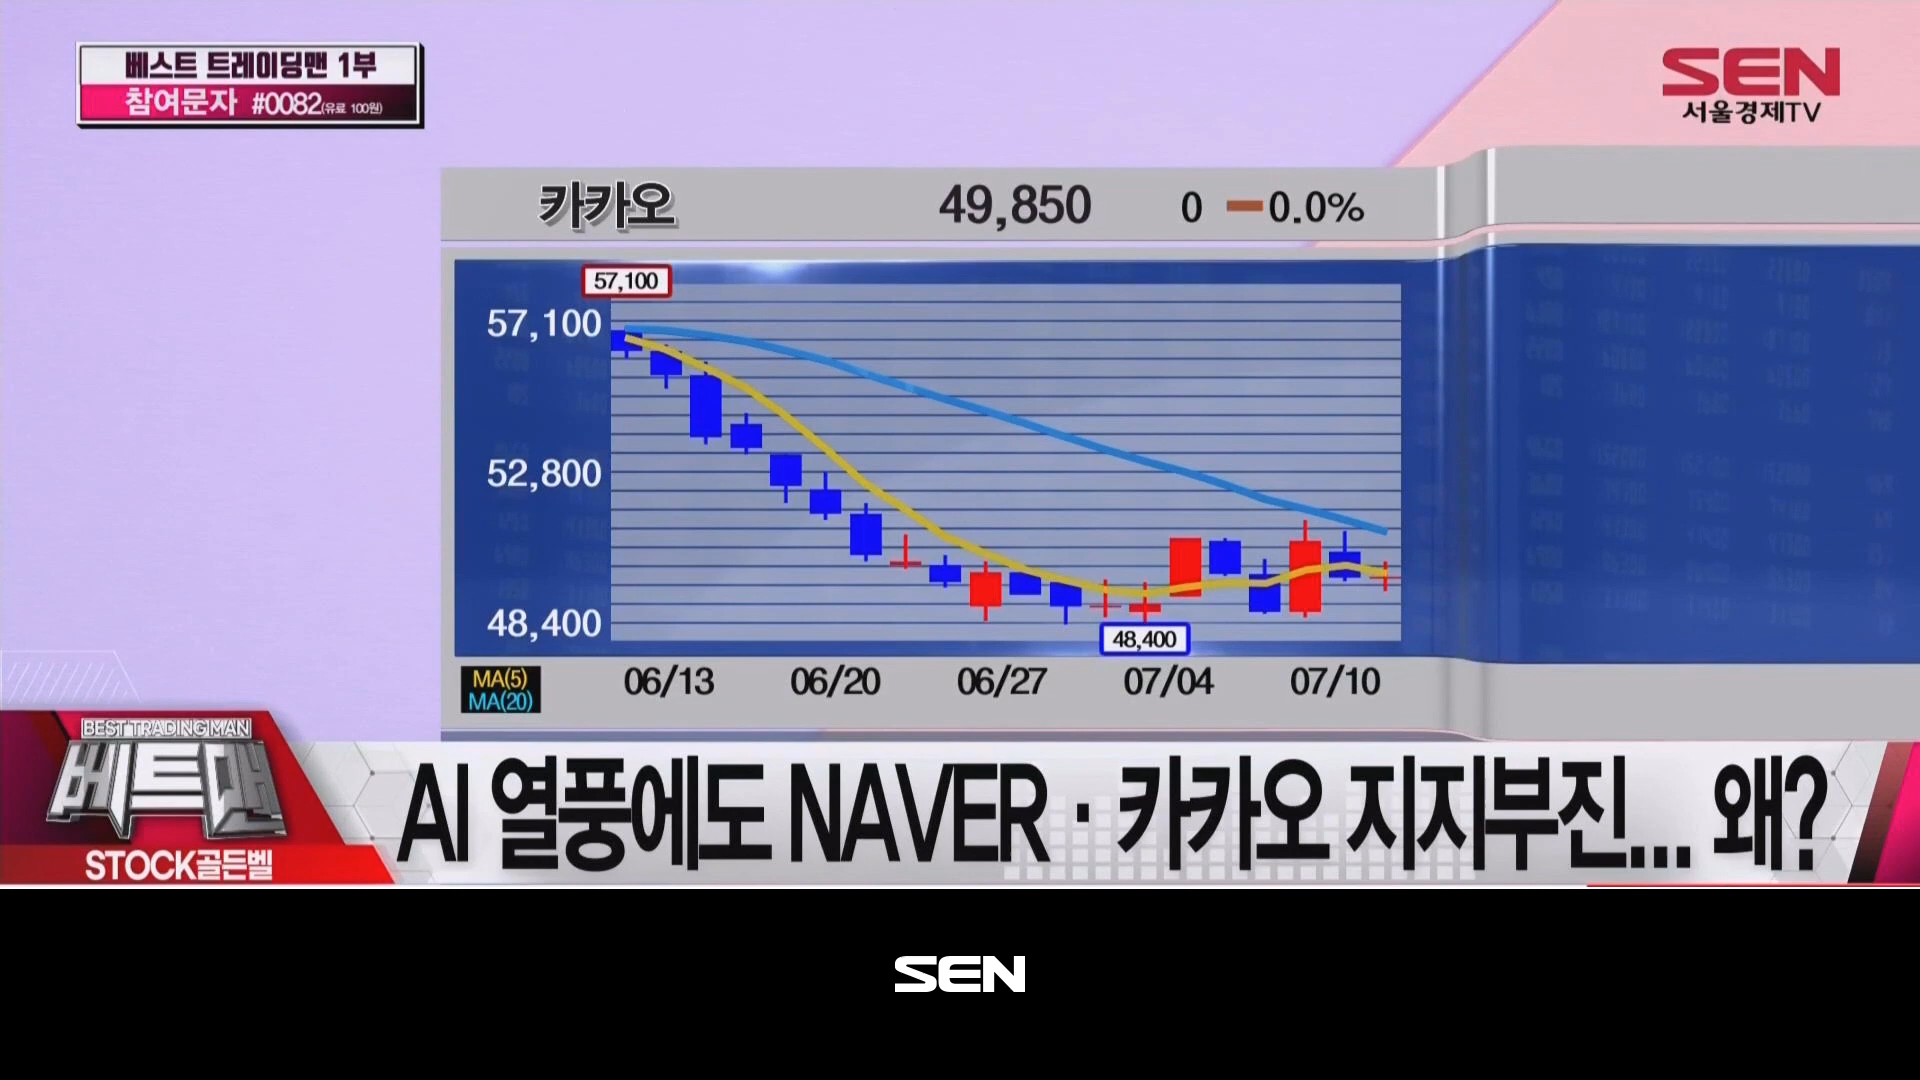 베스트 트레이딩맨 1부
참여문자 #0082(유료 100원)
SEN
서울경제TV
카카오 49,850 0 0.0%
57,100
57,100
52,800
48,400
48,400
MA(5)
MA(20)
06/13 06/20 06/27 07/04 07/10
BEST TRADING MAN
베트맨
STOCK골든벨
AI 열풍에도 NAVER · 카카오 지지부진... 왜?
SEN